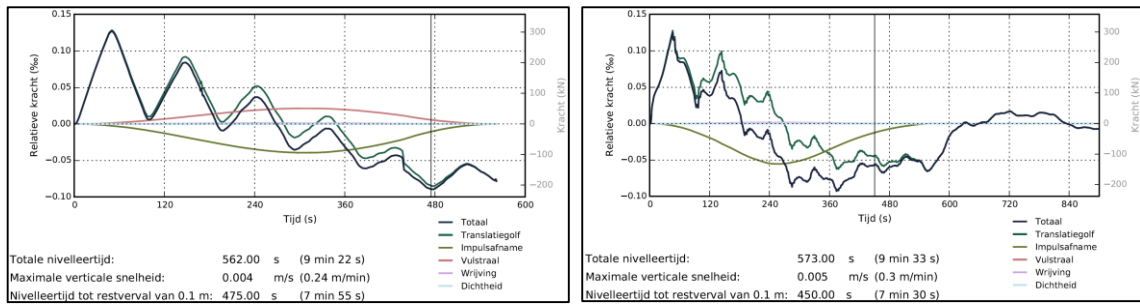 0.15
0.10
0.05
0.00
−0.05
−0.10
Relatieve kracht (‰)
300
200
100
0
−100
−200
Kracht (kN)
0 120 240 360 480 600
Tijd (s)
Totaal
Translatiegolf
Impulsafname
Vulstraal
Wrijving
Dichtheid
Totale nivelleertijd: 562.00 s (9 min 22 s)
Maximale verticale snelheid: 0.004 m/s (0.24 m/min)
Nivelleertijd tot restverval van 0.1 m: 475.00 s (7 min 55 s)
0.15
0.10
0.05
0.00
−0.05
−0.10
Relatieve kracht (‰)
300
200
100
0
−100
−200
Kracht (kN)
0 120 240 360 480 600 720 840
Tijd (s)
Totaal
Translatiegolf
Impulsafname
Vulstraal
Wrijving
Dichtheid
Totale nivelleertijd: 573.00 s (9 min 33 s)
Maximale verticale snelheid: 0.005 m/s (0.3 m/min)
Nivelleertijd tot restverval van 0.1 m: 450.00 s (7 min 30 s)